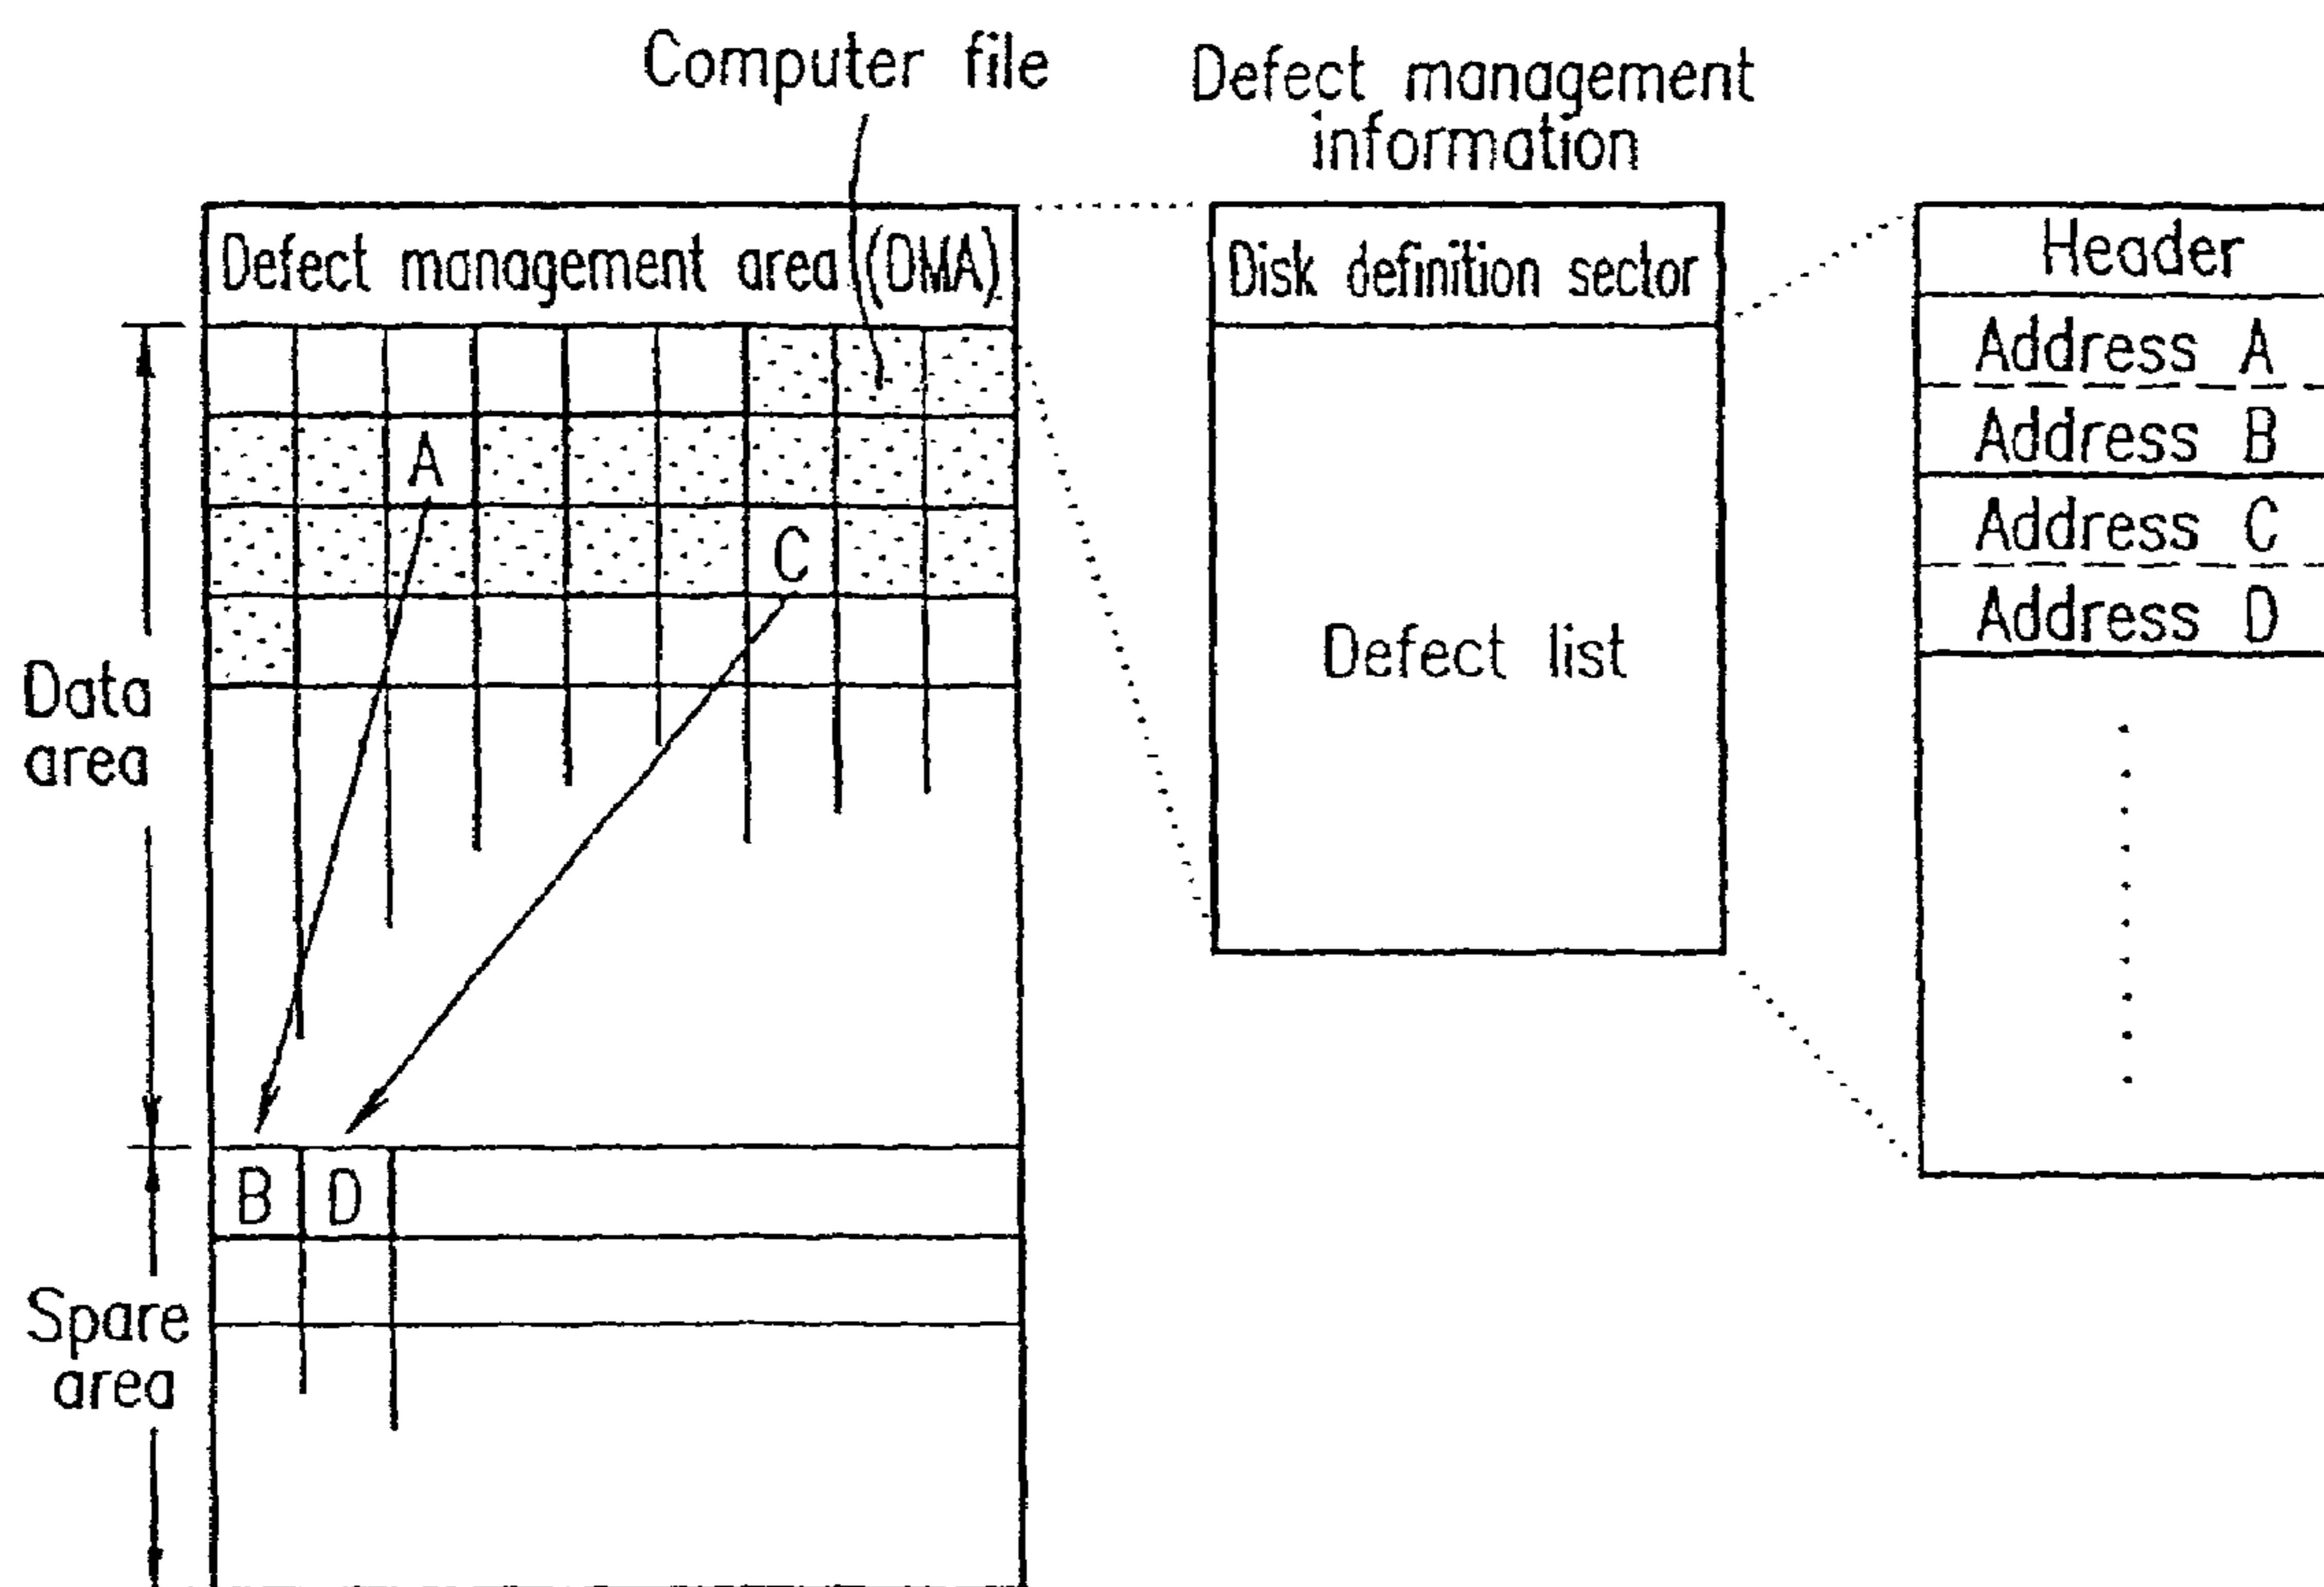 Computer file
Defect management
information
Defect management area (DMA)
Disk definition sector
Header
Address A
Address B
Address C
Address D
A
C
Defect list
Data
area
B
D
Spare
area